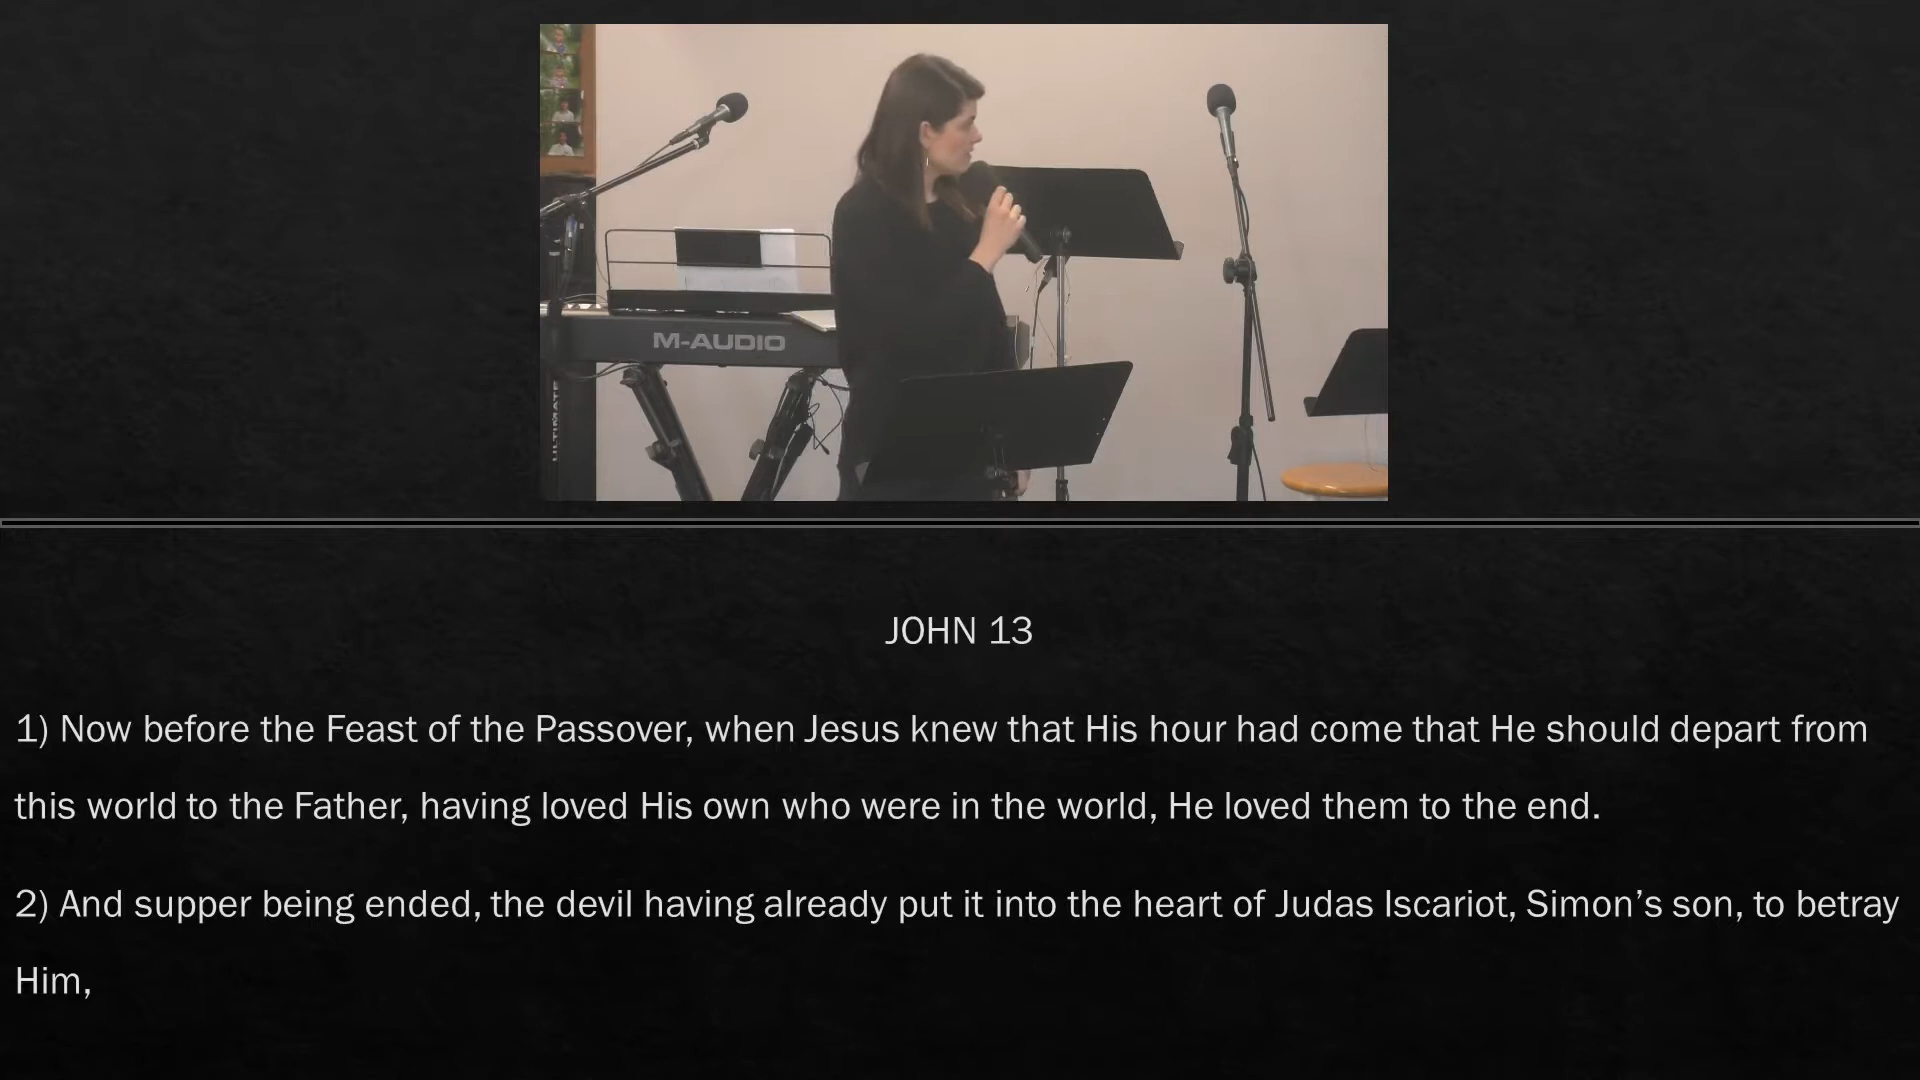 M-AUDIO
ULTIMATE
JOHN 13
1) Now before the Feast of the Passover, when Jesus knew that His hour had come that He should depart from
this world to the Father, having loved His own who were in the world, He loved them to the end.
2) And supper being ended, the devil having already put it into the heart of Judas Iscariot, Simon’s son, to betray
Him,